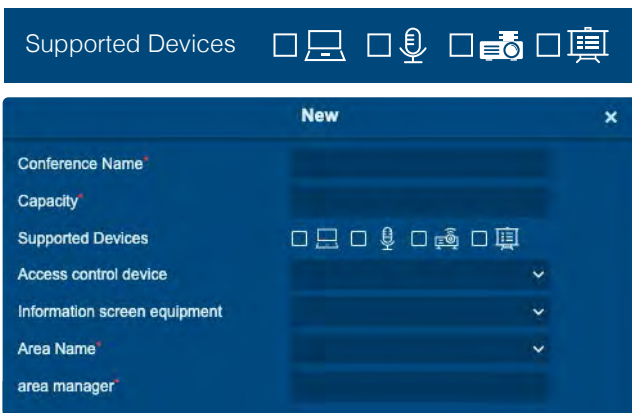 Supported Devices
New
Conference Name*
Capacity*
Supported Devices
Access control device
Information screen equipment
Area Name*
area manager*